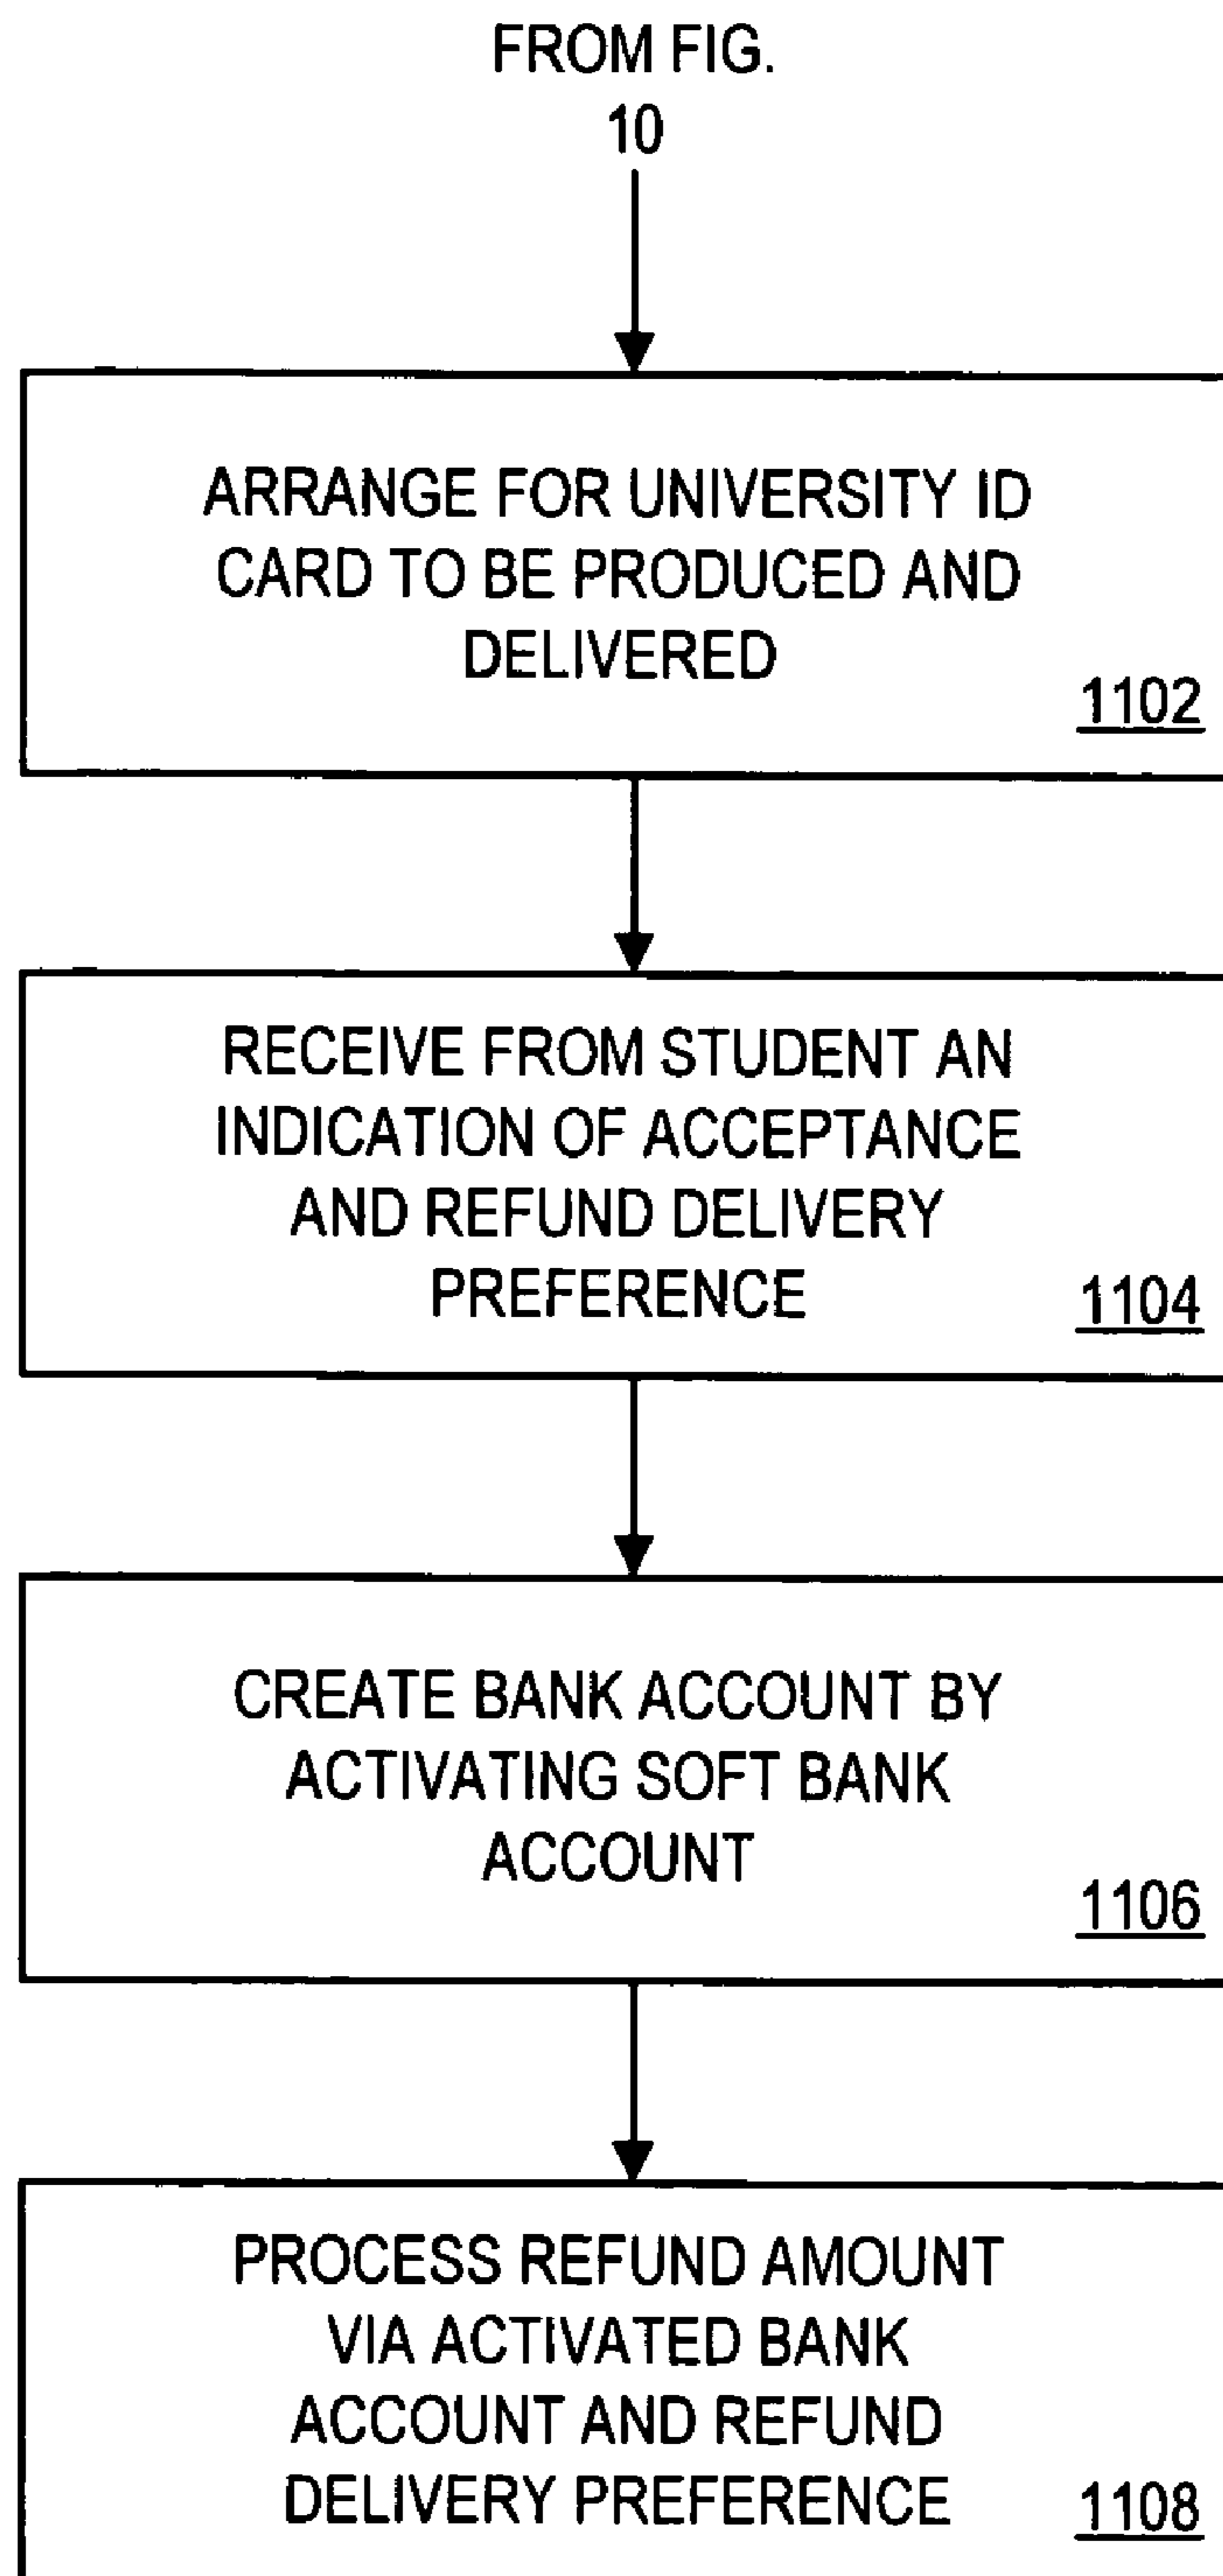 FROM FIG.
10
ARRANGE FOR UNIVERSITY ID
CARD TO BE PRODUCED AND
DELIVERED
1102
RECEIVE FROM STUDENT AN
INDICATION OF ACCEPTANCE
AND REFUND DELIVERY
PREFERENCE
1104
CREATE BANK ACCOUNT BY
ACTIVATING SOFT BANK
ACCOUNT
1106
PROCESS REFUND AMOUNT
VIA ACTIVATED BANK
ACCOUNT AND REFUND
DELIVERY PREFERENCE
1108